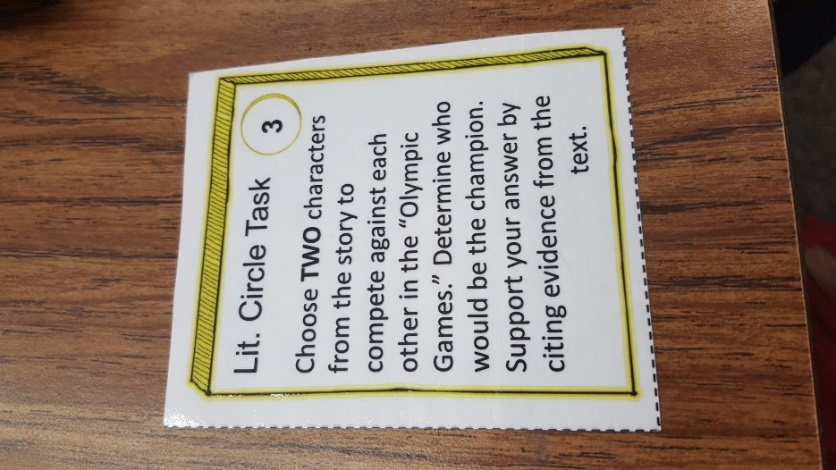 Lit. Circle Task 3
Choose TWO characters
from the story to
compete against each
other in the “Olympic
Games.” Determine who
would be the champion.
Support your answer by
citing evidence from the
text.